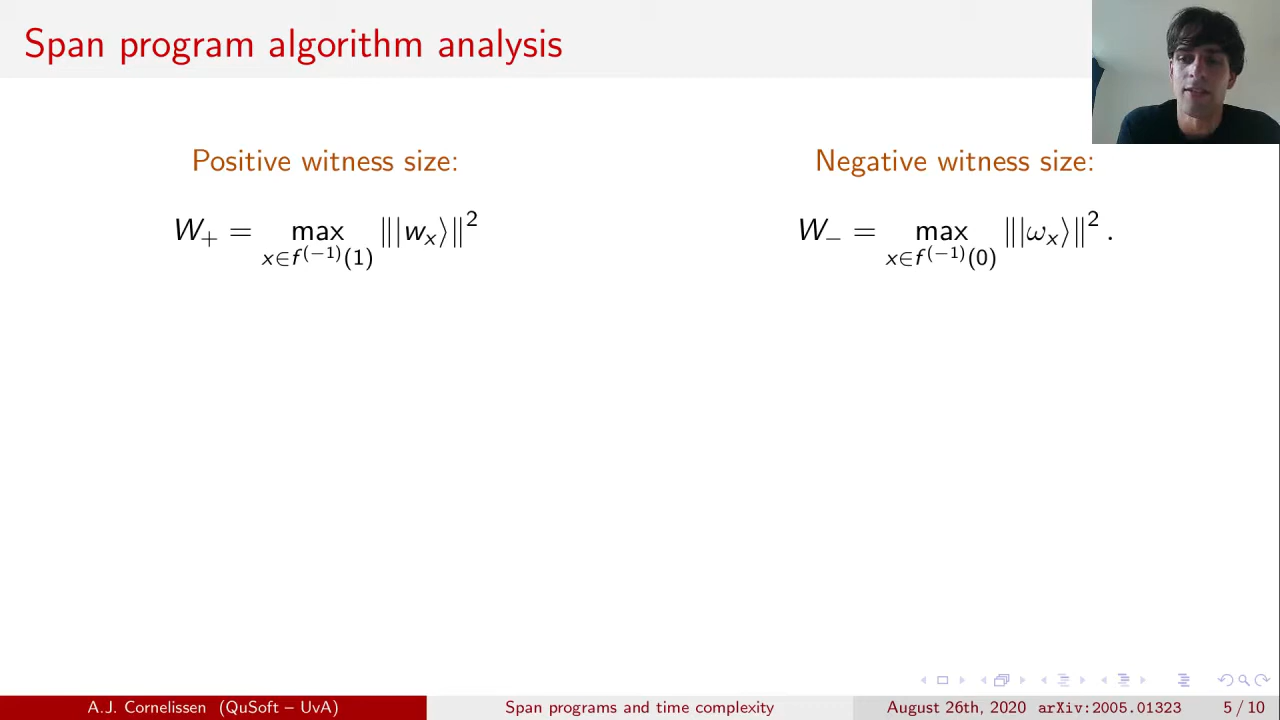 Span program algorithm analysis
Positive witness size:
W₊ = max ‖|wₓ⟩‖²
x∈f⁽⁻¹⁾(1)
Negative witness size:
W₋ = max ‖|ωₓ⟩‖² .
x∈f⁽⁻¹⁾(0)
A.J. Cornelissen (QuSoft – UvA) Span programs and time complexity August 26th, 2020 arXiv:2005.01323 5 / 10